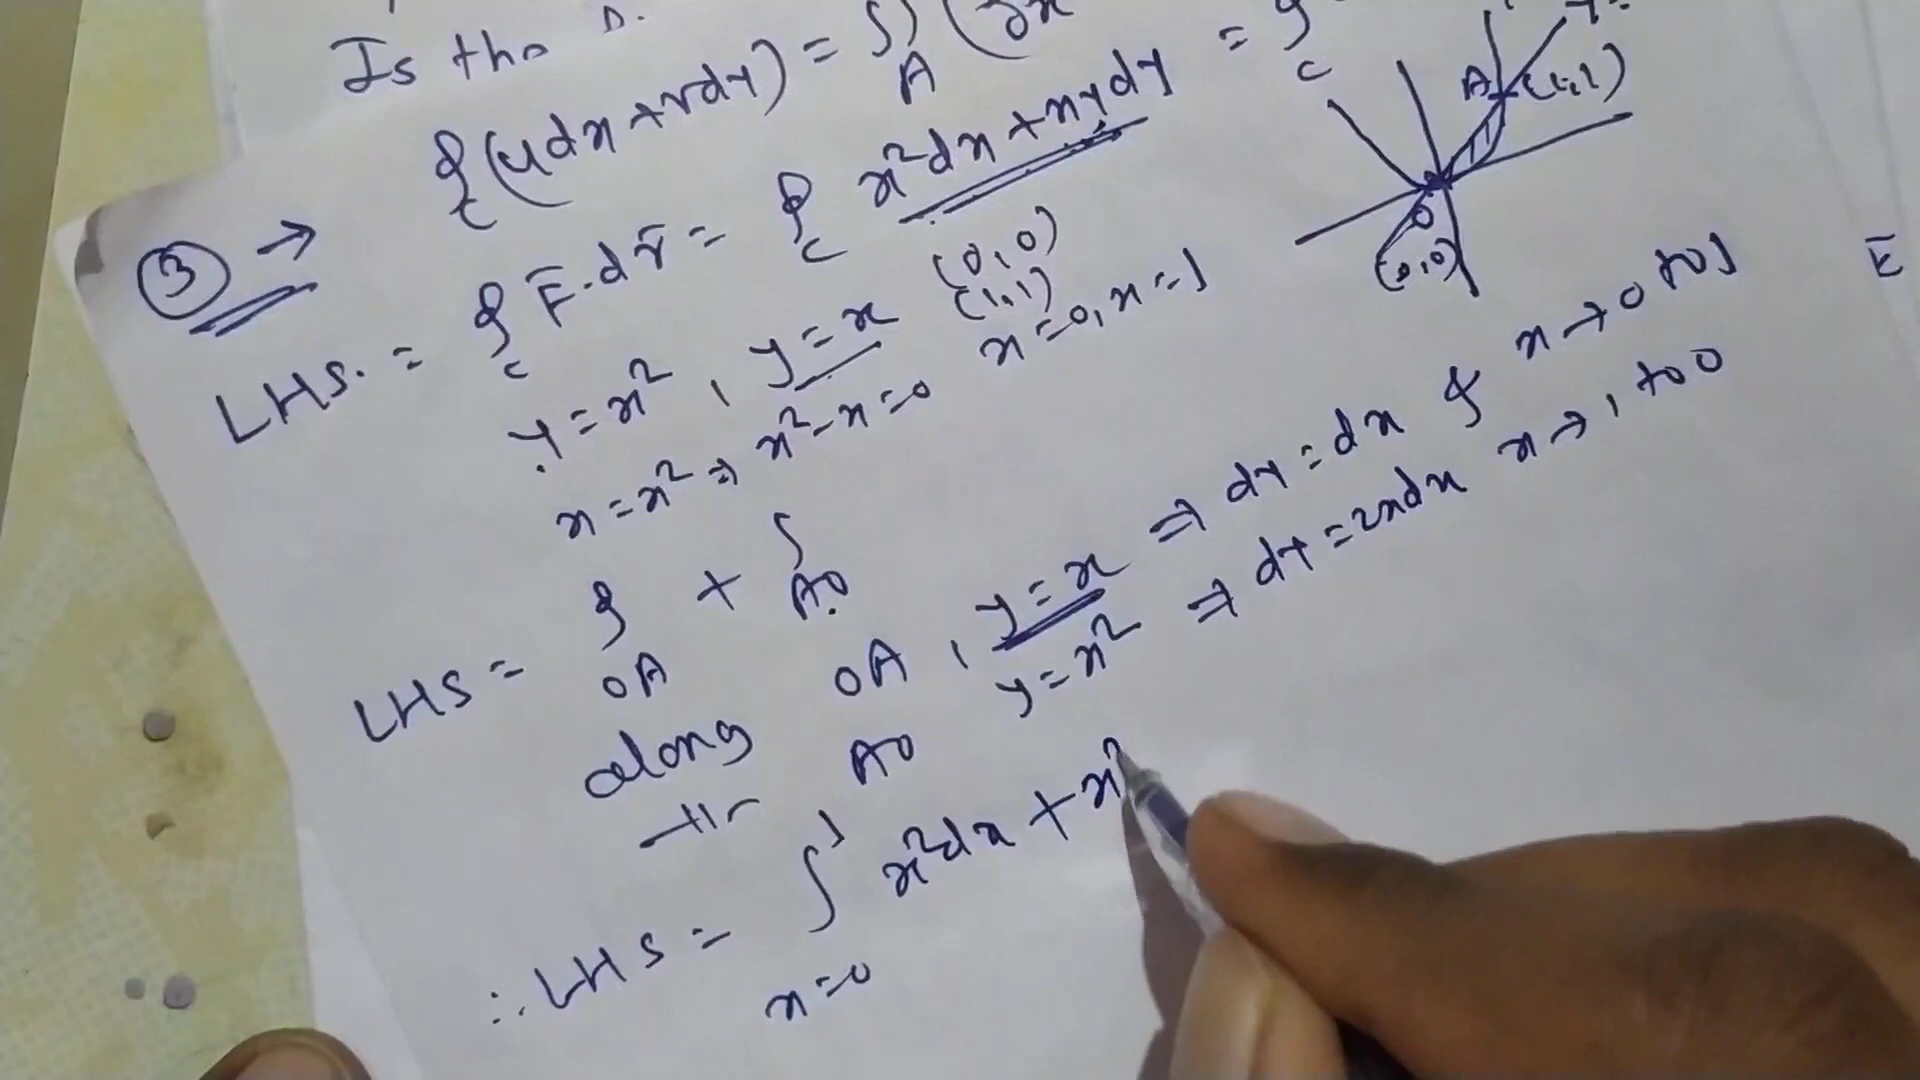 Is the
∮(udx+vdy) = ∬ (∂x
c A
③ →
LHS. = ∮ F̄.dr̄ = ∮ x²dx+xydy = ∮
c c c
A (1,1)
O
(0,0)
y=x² , y=x (0,0)
(1,1)
x=x² ⇒ x²-x=0 x=0, x=1
LHS = ∮ + ∫
OA AO
along OA , y=x ⇒ dy=dx & x→0 to 1
-11- AO y=x² ⇒ dy=2xdx x→1 to 0
∴ LHS = ∫¹ x²dx + x²
x=0